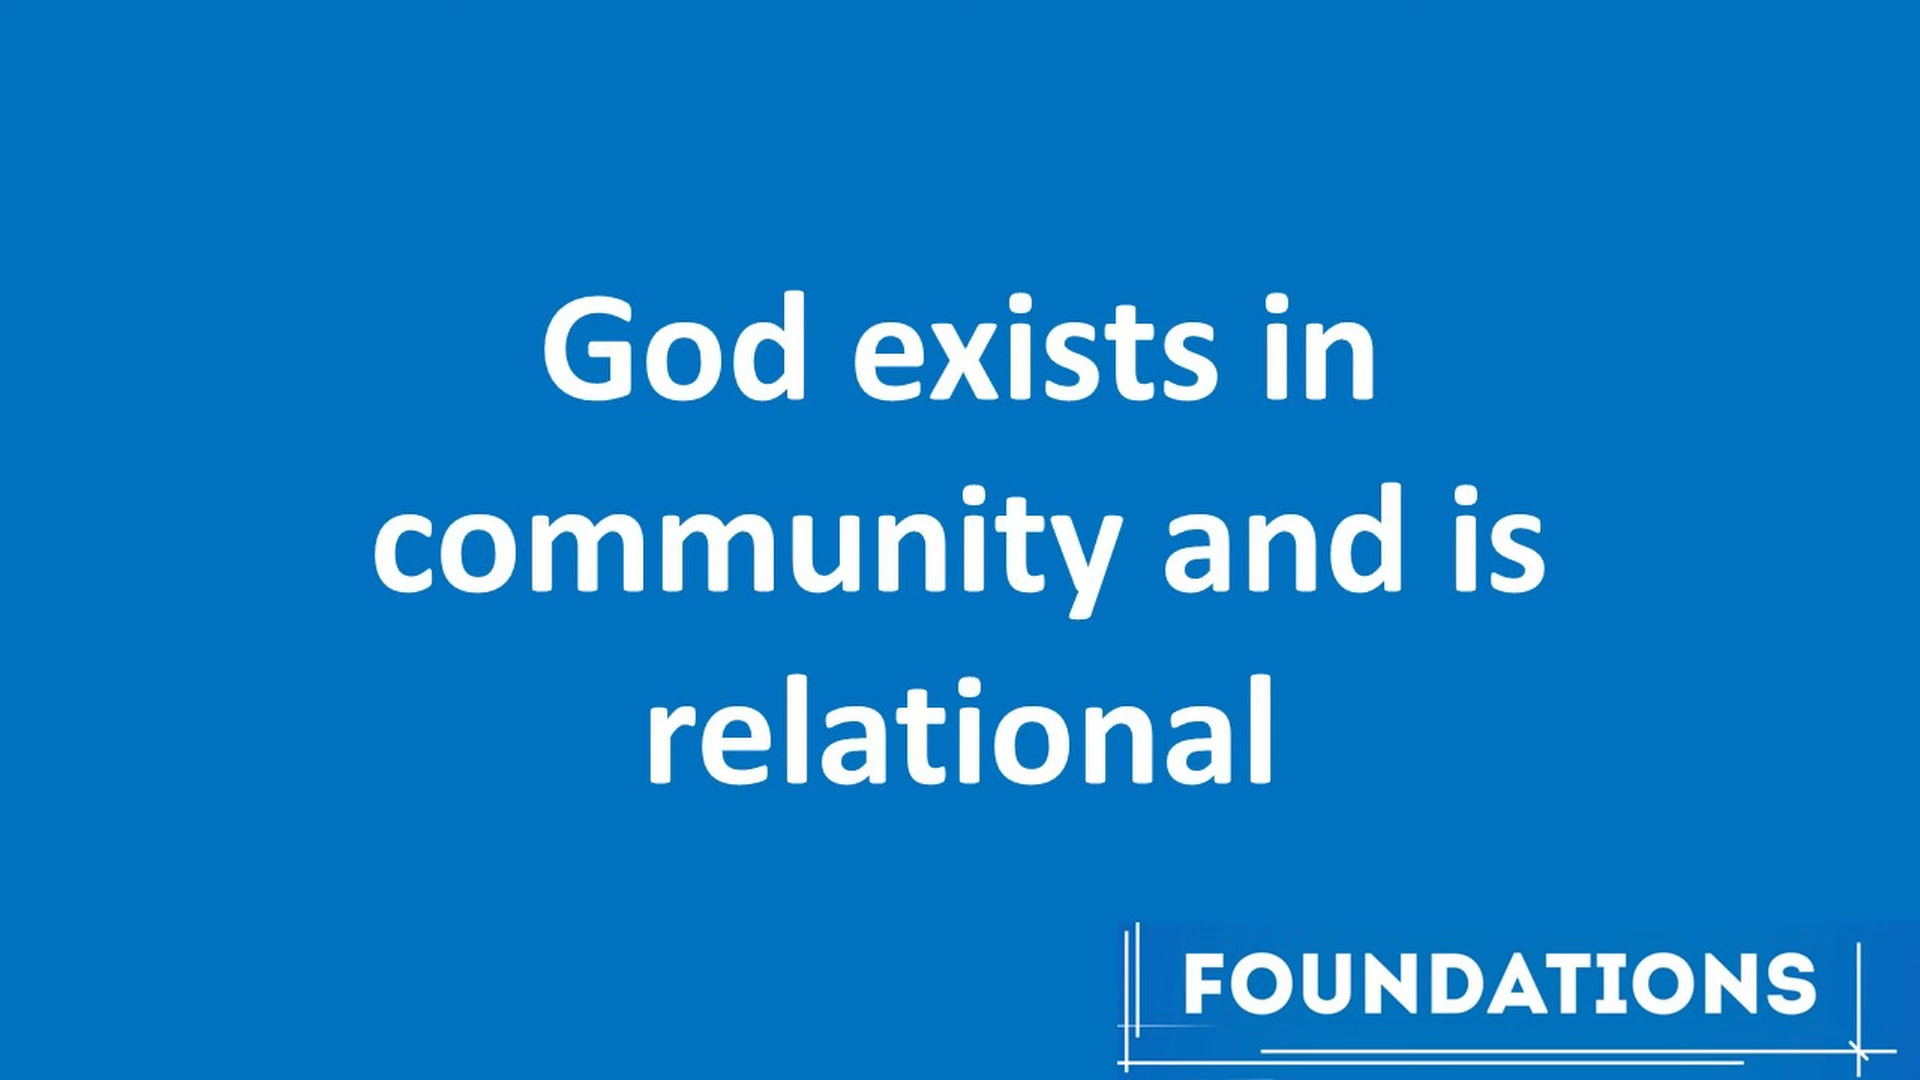 God exists in
community and is
relational
FOUNDATIONS